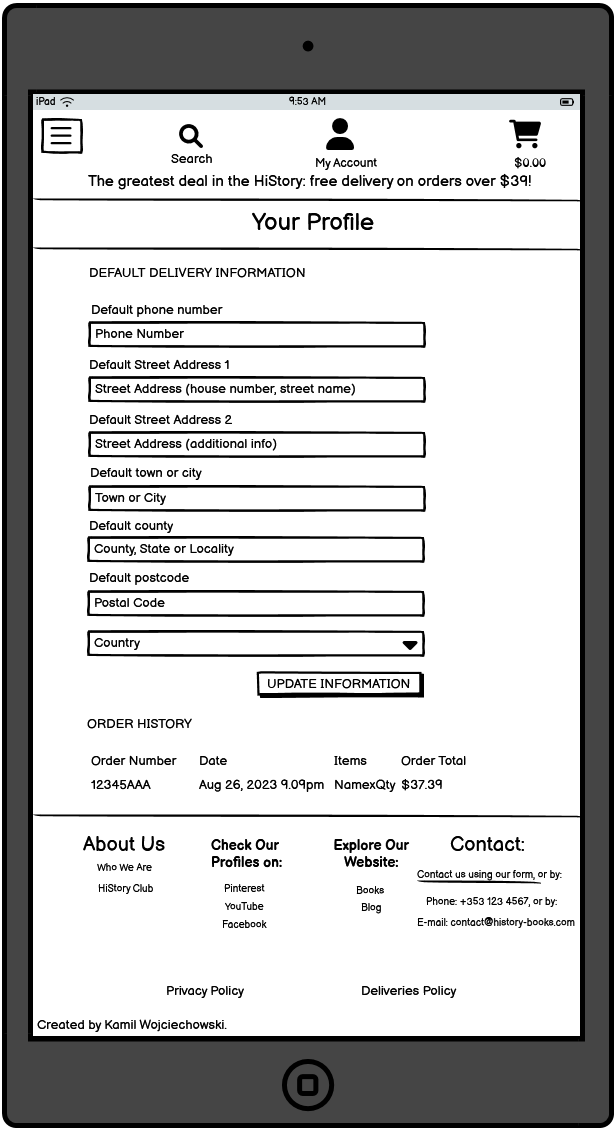 iPad 9:53 AM
Search
My Account
$0.00
The greatest deal in the HiStory: free delivery on orders over $39!
Your Profile
DEFAULT DELIVERY INFORMATION
Default phone number
Phone Number
Default Street Address 1
Street Address (house number, street name)
Default Street Address 2
Street Address (additional info)
Default town or city
Town or City
Default county
County, State or Locality
Default postcode
Postal Code
Country
UPDATE INFORMATION
ORDER HISTORY
Order Number Date Items Order Total
12345AAA Aug 26, 2023 9.09pm NamexQty $37.39
About Us
Who We Are
HiStory Club
Check Our
Profiles on:
Pinterest
YouTube
Facebook
Explore Our
Website:
Books
Blog
Contact:
Contact us using our form, or by:
Phone: +353 123 4567, or by:
E-mail: contact@history-books.com
Privacy Policy
Deliveries Policy
Created by Kamil Wojciechowski.